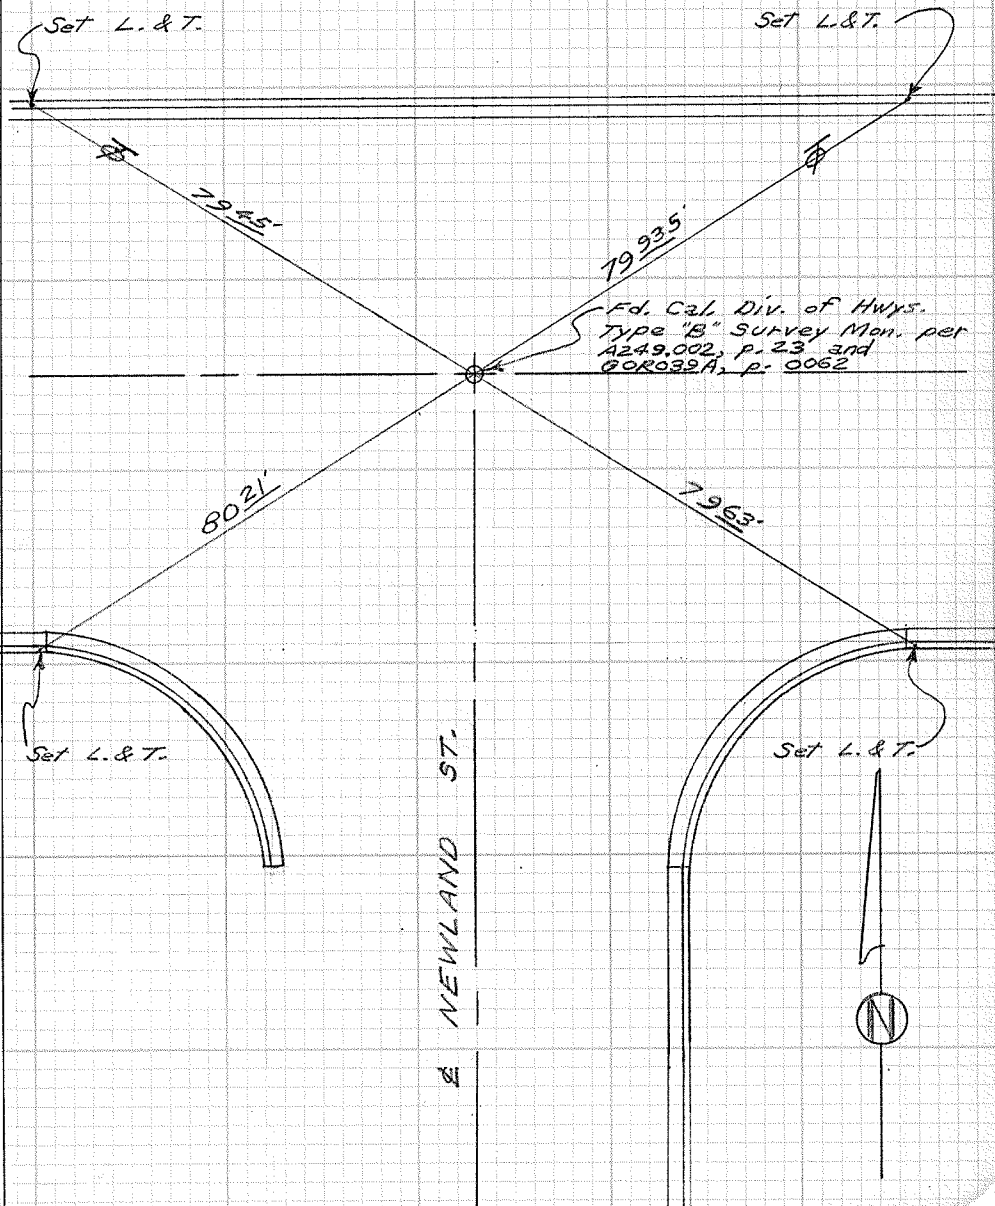 Set L. & T.
Set L. & T.
79 45'
79 935'
Fd. Cal. Div. of Hwys.
Type "B" Survey Mon. per
A249.002, p. 23 and
GOR039A, p. 0062
80 21'
79 63'
Set L. & T.
Set L. & T.
℄ NEWLAND ST.
N